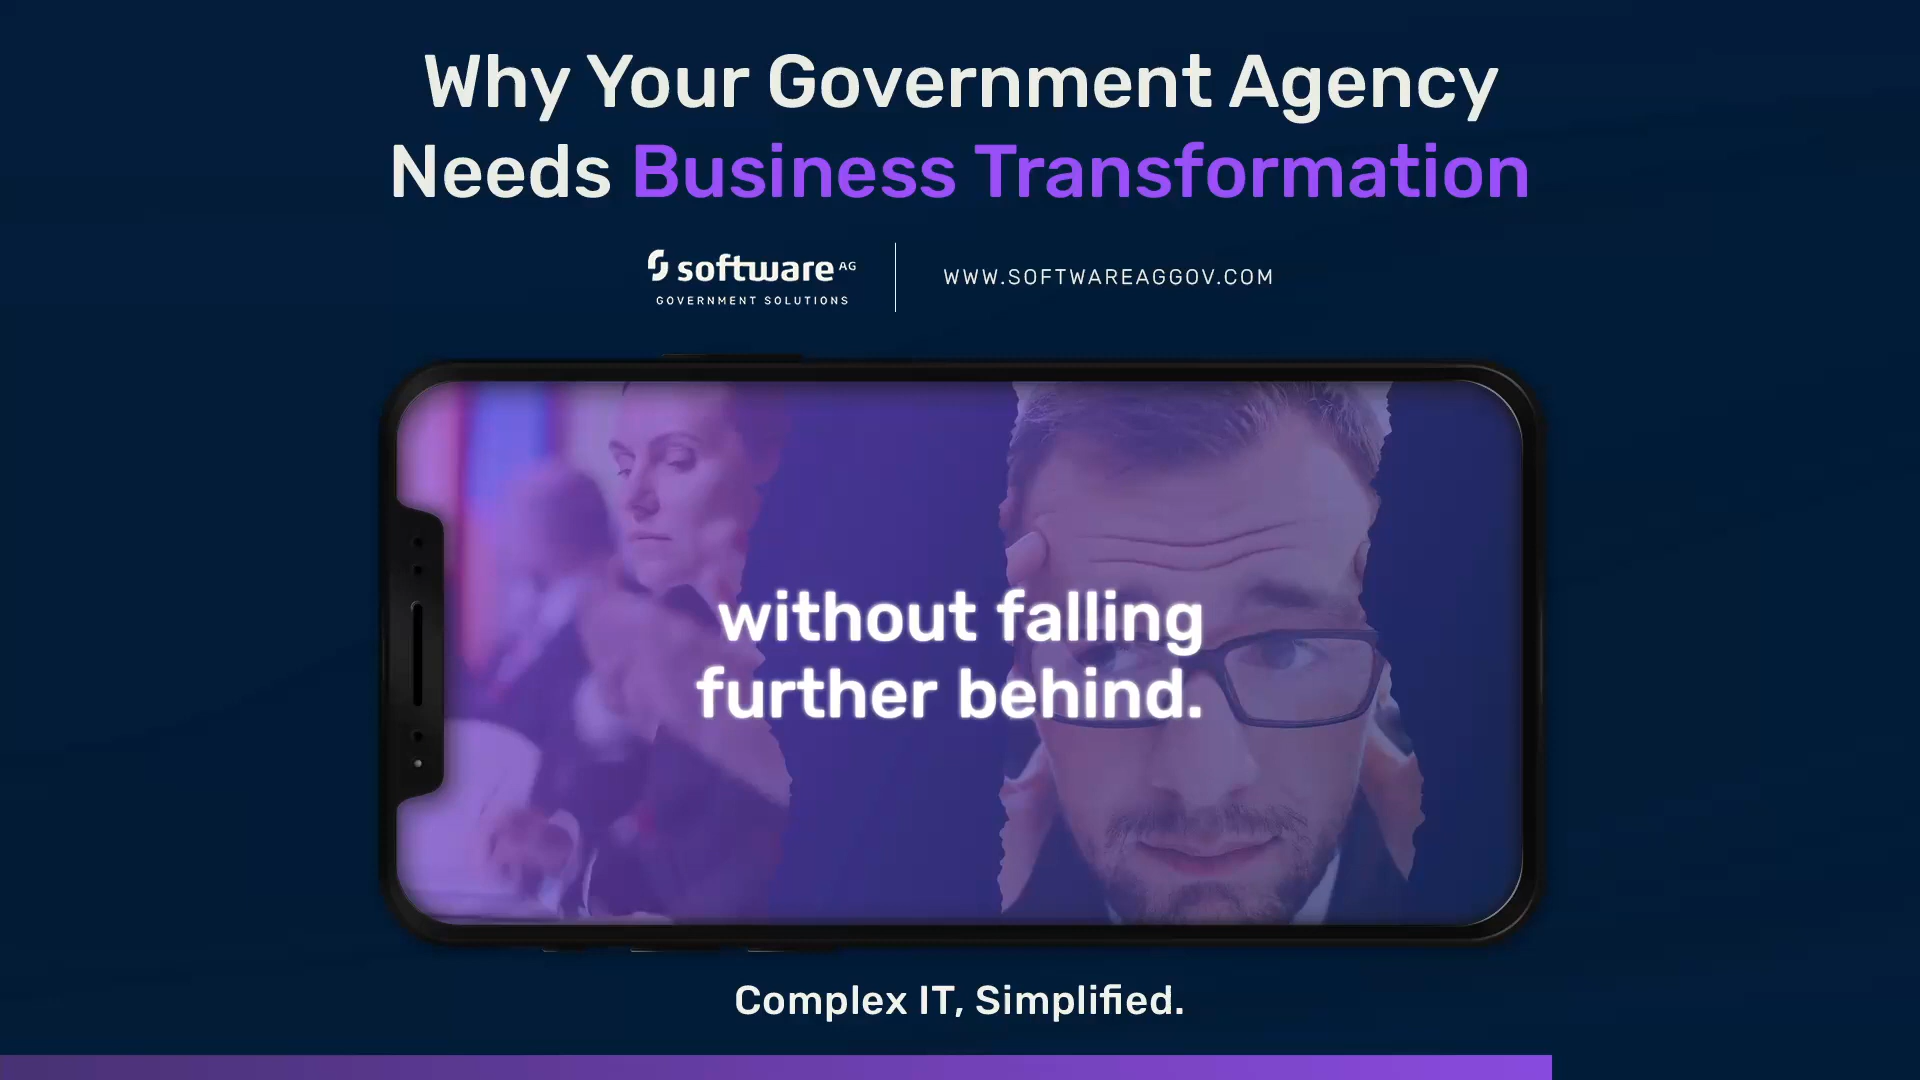 Why Your Government Agency
Needs Business Transformation
software AG
GOVERNMENT SOLUTIONS
WWW.SOFTWAREAGGOV.COM
without falling
further behind.
Complex IT, Simplified.